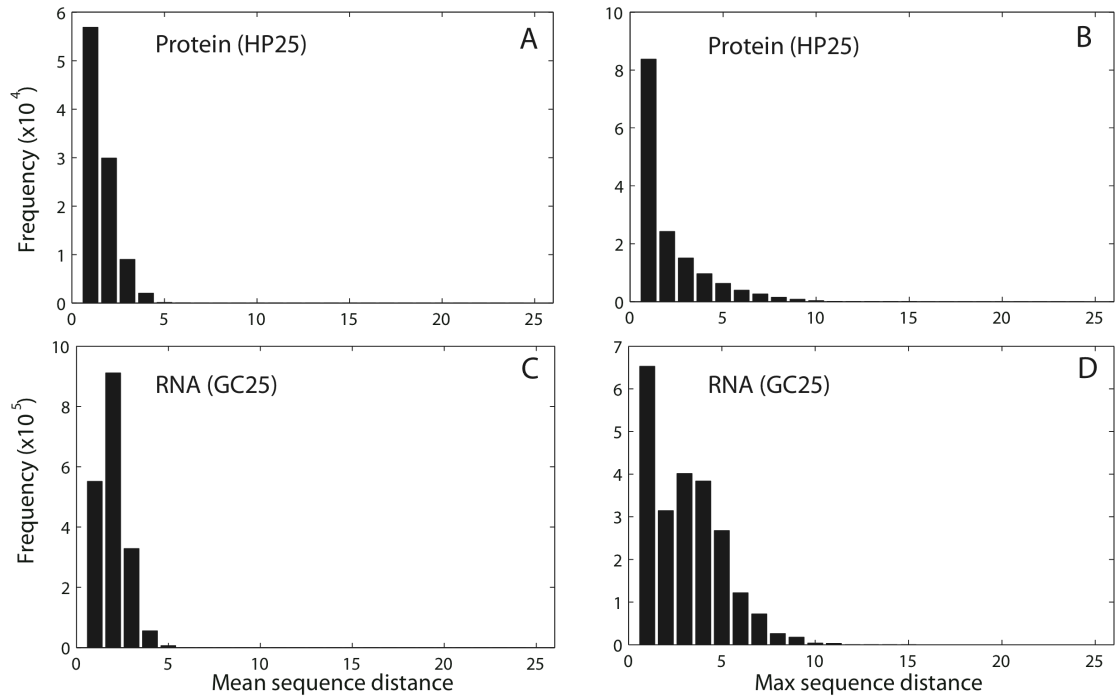 Protein (HP25)
A
Frequency (x10 4)
6
5
4
3
2
1
0
0 5 10 15 20 25
Protein (HP25)
B
10
8
6
4
2
0
0 5 10 15 20 25
RNA (GC25)
C
Frequency (x10 5)
10
8
6
4
2
0
0 5 10 15 20 25
Mean sequence distance
RNA (GC25)
D
7
6
5
4
3
2
1
0
0 5 10 15 20 25
Max sequence distance